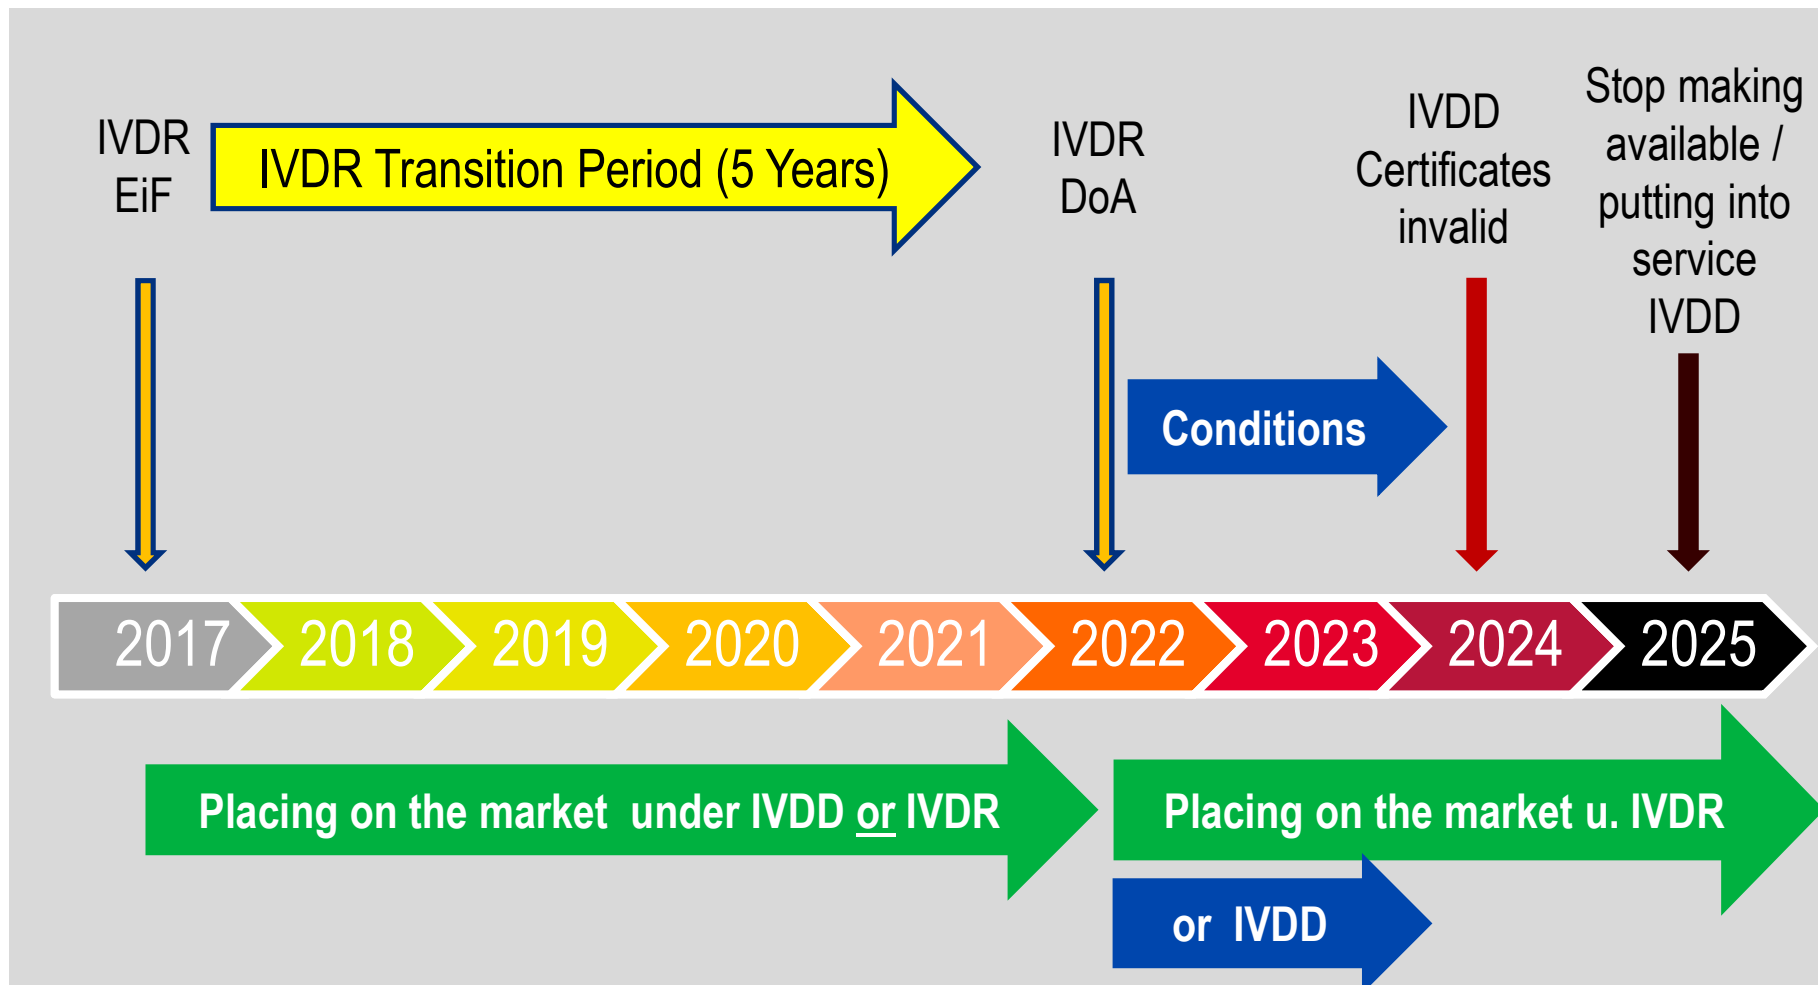 IVDR
EiF
IVDR Transition Period (5 Years)
IVDR
DoA
IVDD
Certificates
invalid
Stop making
available /
putting into
service
IVDD
Conditions
2017
2018
2019
2020
2021
2022
2023
2024
2025
Placing on the market under IVDD or IVDR
Placing on the market u. IVDR
or IVDD